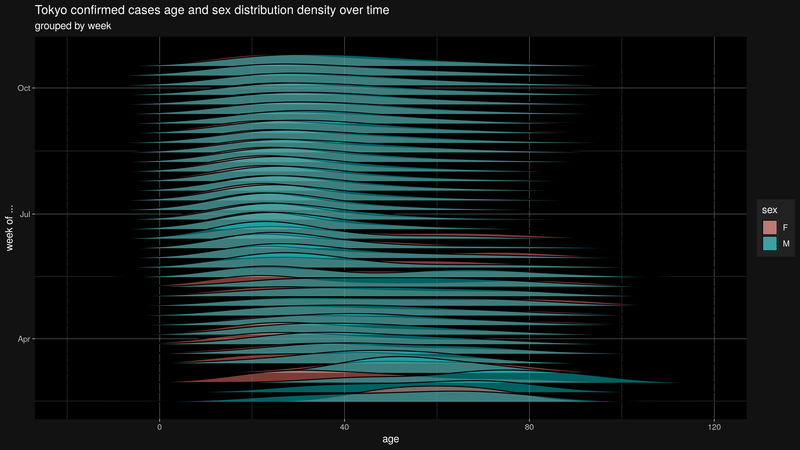 Tokyo confirmed cases age and sex distribution density over time
grouped by week
Oct
Jul
Apr
week of ...
0 40 80 120
age
sex
F
M